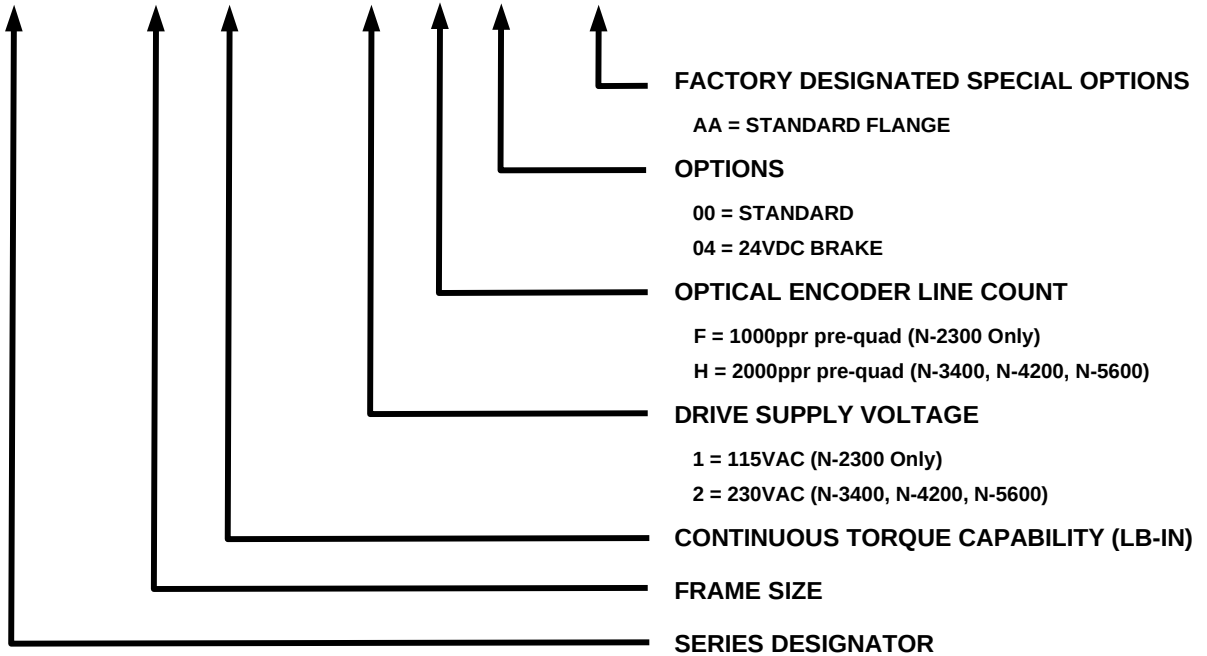 FACTORY DESIGNATED SPECIAL OPTIONS
AA = STANDARD FLANGE
OPTIONS
00 = STANDARD
04 = 24VDC BRAKE
OPTICAL ENCODER LINE COUNT
F = 1000ppr pre-quad (N-2300 Only)
H = 2000ppr pre-quad (N-3400, N-4200, N-5600)
DRIVE SUPPLY VOLTAGE
1 = 115VAC (N-2300 Only)
2 = 230VAC (N-3400, N-4200, N-5600)
CONTINUOUS TORQUE CAPABILITY (LB-IN)
FRAME SIZE
SERIES DESIGNATOR